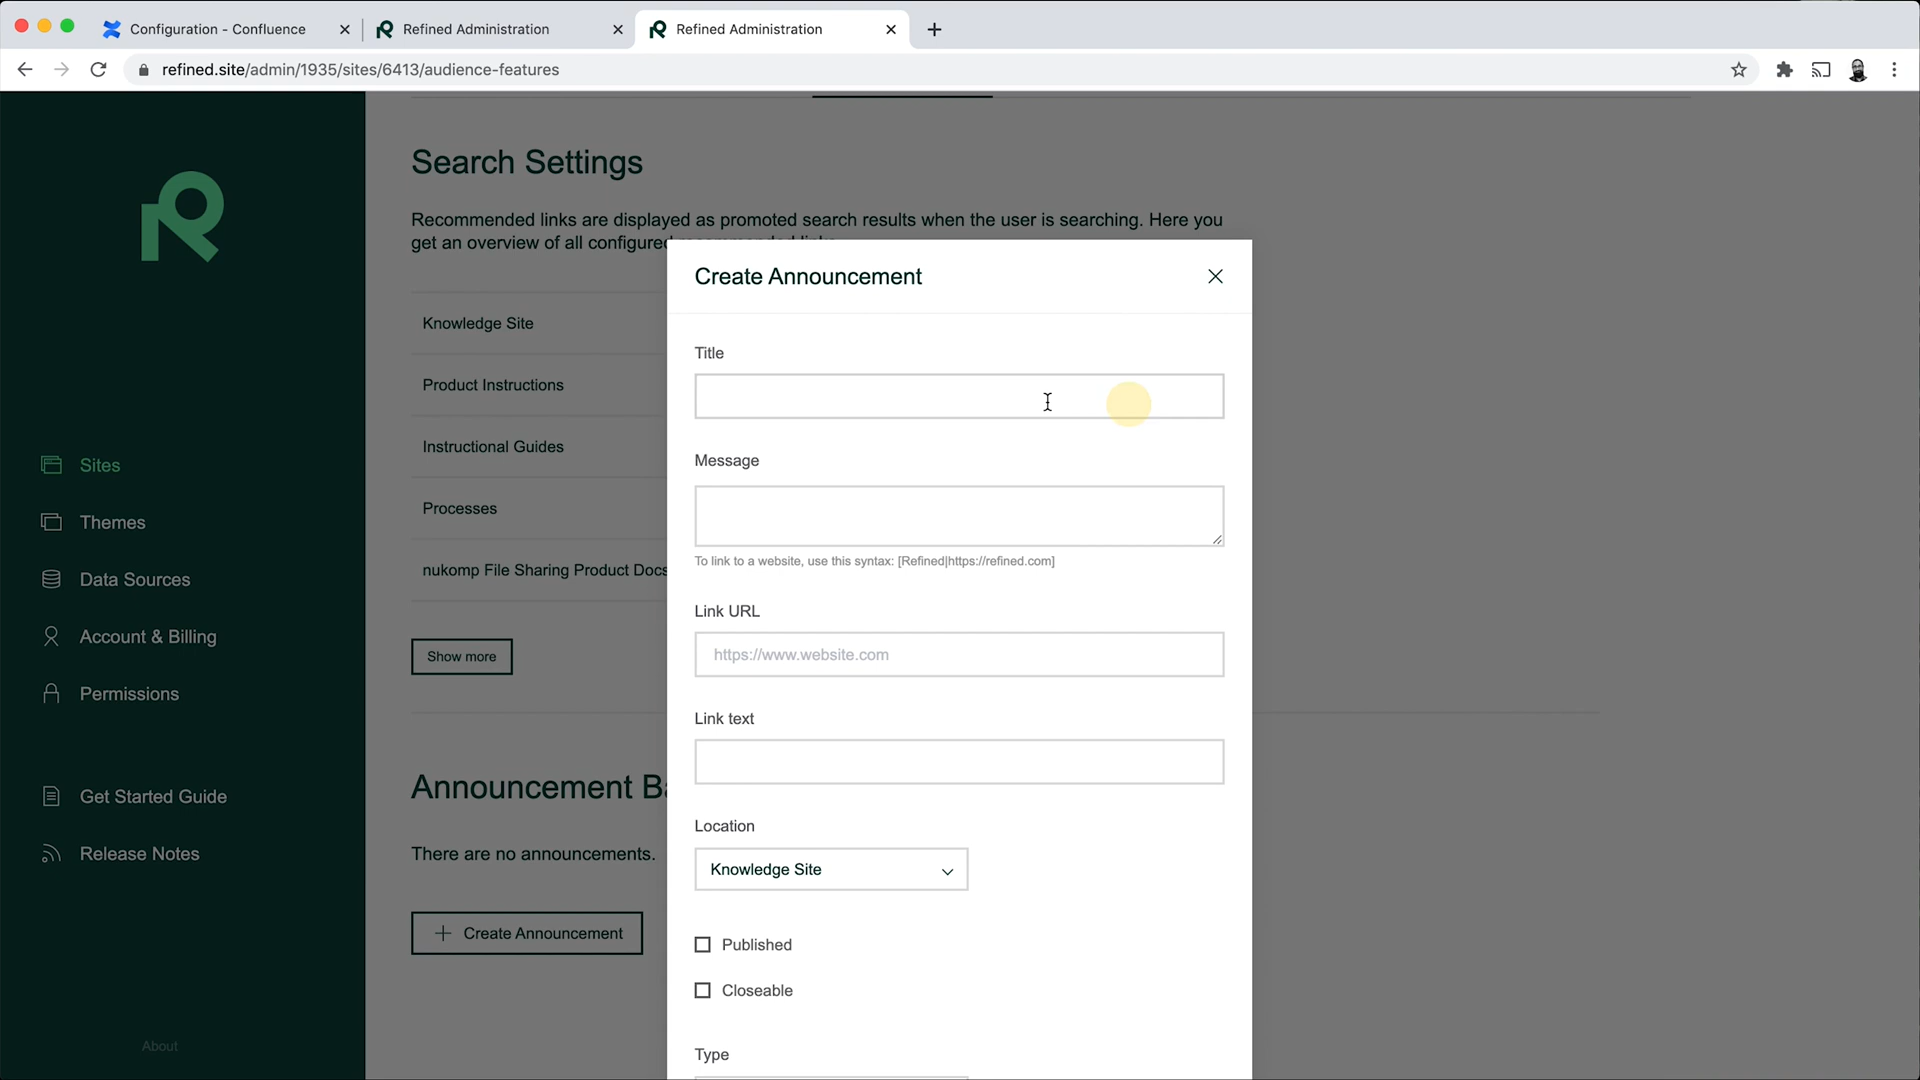 Configuration - Confluence
Refined Administration
Refined Administration
refined.site/admin/1935/sites/6413/audience-features
Sites
Themes
Data Sources
Account & Billing
Permissions
Get Started Guide
Release Notes
About
Search Settings
Recommended links are displayed as promoted search results when the user is searching. Here you
get an overview of all configured recommended links.
Knowledge Site
Product Instructions
Instructional Guides
Processes
nukomp File Sharing Product Docs
Show more
Announcement Ba
There are no announcements.
Create Announcement
Create Announcement
Title
Message
To link to a website, use this syntax: [Refined|https://refined.com]
Link URL
https://www.website.com
Link text
Location
Knowledge Site
Published
Closeable
Type